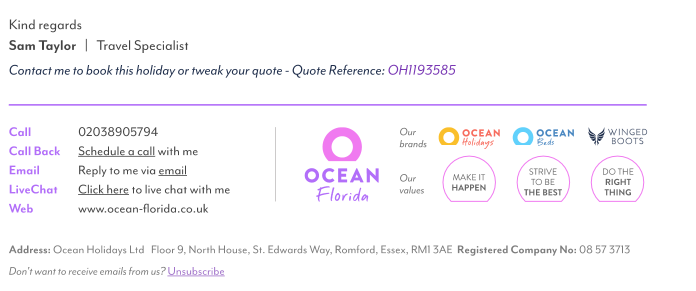 Kind regards
Sam Taylor | Travel Specialist
Contact me to book this holiday or tweak your quote - Quote Reference: OH1193585
Call 02038905794
Call Back Schedule a call with me
Email Reply to me via email
LiveChat Click here to live chat with me
Web www.ocean-florida.co.uk
OCEAN
Florida
Our
brands
OCEAN
Holidays
OCEAN
Beds
WINGED
BOOTS
Our
values
MAKE IT
HAPPEN
STRIVE
TO BE
THE BEST
DO THE
RIGHT
THING
Address: Ocean Holidays Ltd Floor 9, North House, St. Edwards Way, Romford, Essex, RM1 3AE Registered Company No: 08 57 3713
Don't want to receive emails from us? Unsubscribe